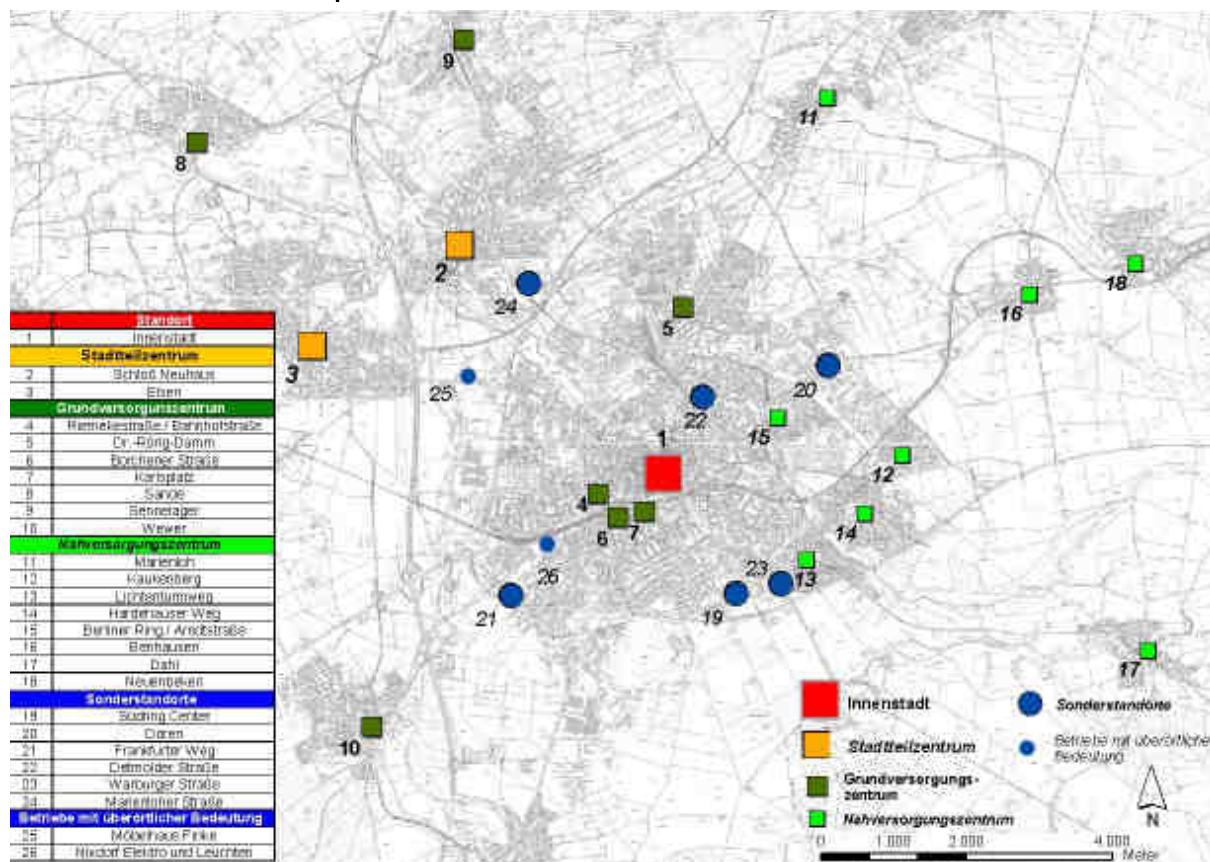 9
11
8
2
24
18
16
5
3
25
20
22
15
1
12
4
6
7
14
26
23
13
21
19
17
10
Standort
1 Innenstadt
Stadtteilzentrum
2 Schloß Neuhaus
3 Elsen
Grundversorgunszentrum
4 Riemekestraße / Bahnhofstraße
5 Dr.-Rörig-Damm
6 Borchener Straße
7 Kardplatz
8 Sande
9 Sennelager
10 Wewer
Nahversorgungszentrum
11 Marienloh
12 Kaukenberg
13 Lichtenturmweg
14 Hardehauser Weg
15 Berliner Ring / Arndtstraße
16 Benhausen
17 Dahl
18 Neuenbeken
Sonderstandorte
19 Südring Center
20 Dören
21 Frankfurter Weg
22 Detmolder Straße
23 Warburger Straße
24 Marienloher Straße
Betriebe mit überörtlicher Bedeutung
25 Möbelhaus Finke
26 Nixdorf Elektro und Leuchten
Innenstadt
Sonderstandorte
Stadtteilzentrum
Betriebe mit überörtlicher
Bedeutung
Grundversorgungs-
zentrum
Nahversorgungszentrum
N
0 1.000 2.000 4.000
Meter